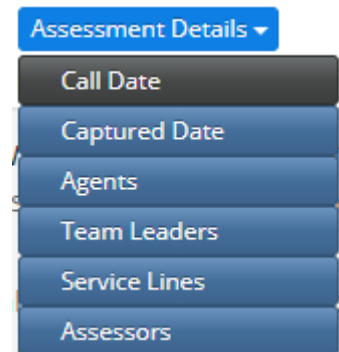 Assessment Details
Call Date
Captured Date
Agents
Team Leaders
Service Lines
Assessors